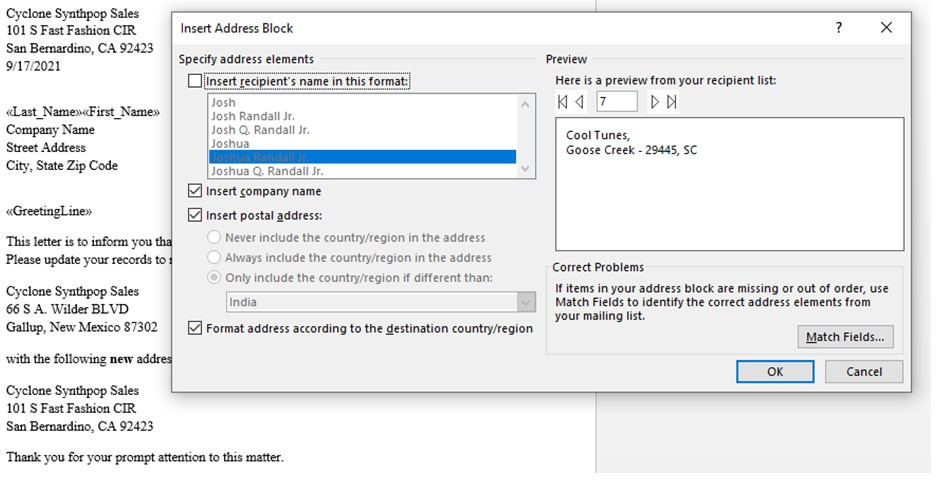 Cyclone Synthpop Sales
101 S Fast Fashion CIR
San Bernardino, CA 92423
9/17/2021
«Last_Name»«First_Name»
Company Name
Street Address
City, State Zip Code
«GreetingLine»
This letter is to inform you tha
Please update your records to
Cyclone Synthpop Sales
66 S A. Wilder BLVD
Gallup, New Mexico 87302
with the following new addres
Cyclone Synthpop Sales
101 S Fast Fashion CIR
San Bernardino, CA 92423
Thank you for your prompt attention to this matter.
Insert Address Block
?
Specify address elements
Insert recipient's name in this format:
Josh
Josh Randall Jr.
Josh Q. Randall Jr.
Joshua
Joshua Randall Jr.
Joshua Q. Randall Jr.
Insert company name
Insert postal address:
Never include the country/region in the address
Always include the country/region in the address
Only include the country/region if different than:
India
Format address according to the destination country/region
Preview
Here is a preview from your recipient list:
7
Cool Tunes,
Goose Creek - 29445, SC
Correct Problems
If items in your address block are missing or out of order, use
Match Fields to identify the correct address elements from
your mailing list.
Match Fields...
OK
Cancel